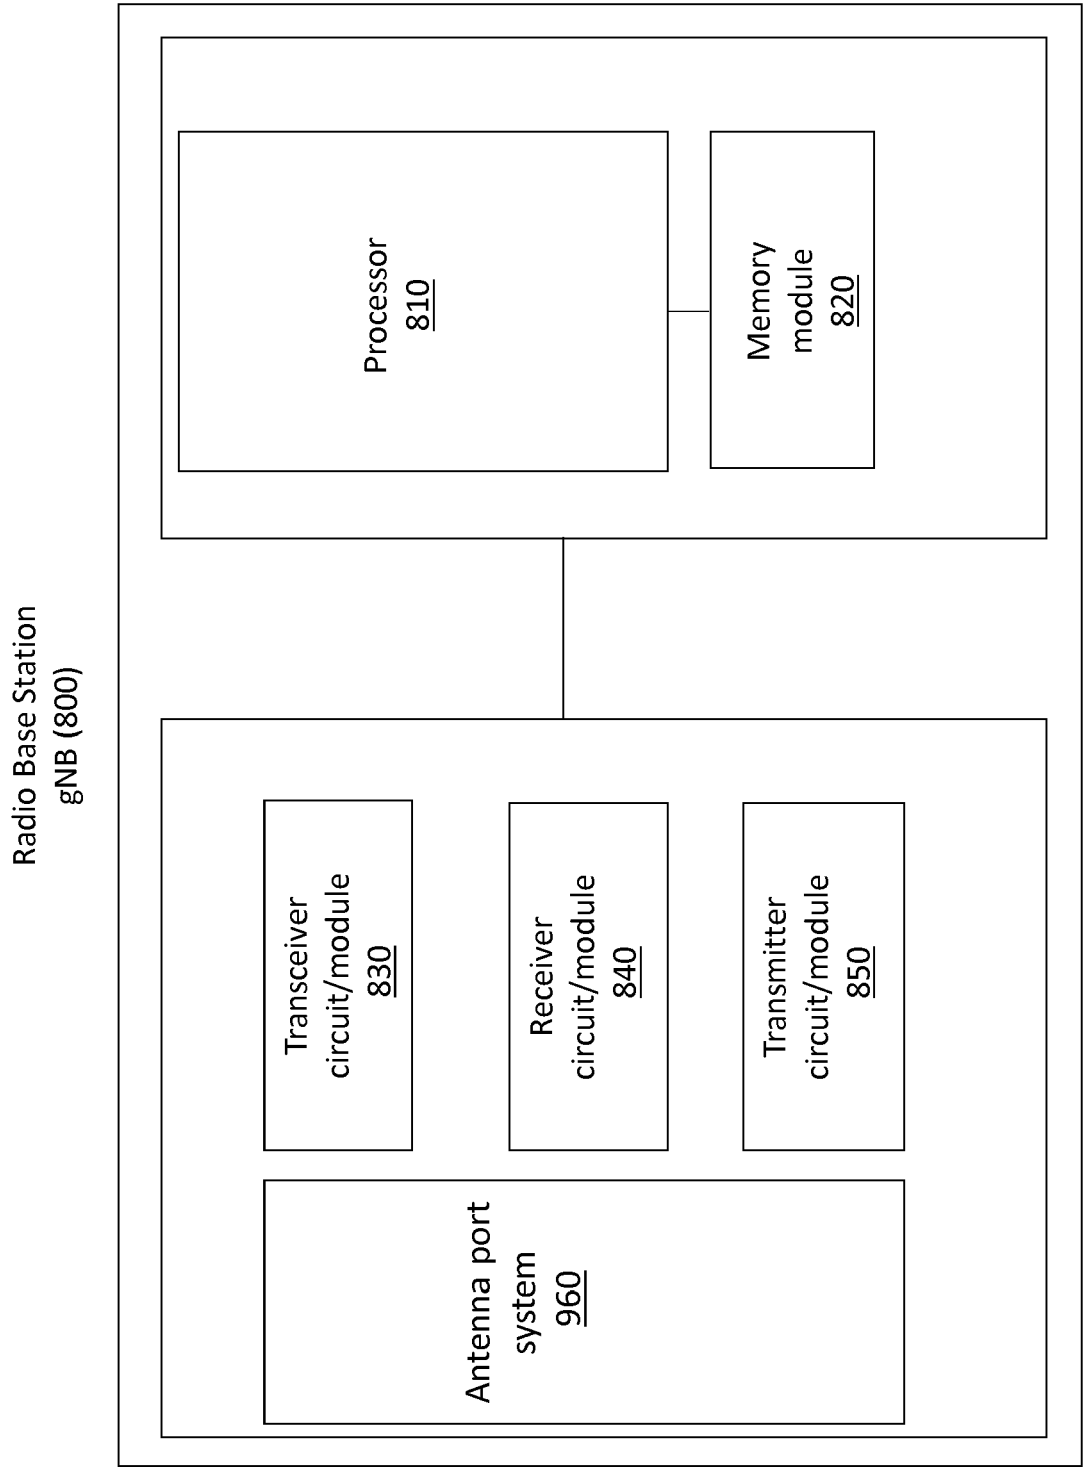 Radio Base Station
gNB (800)
Antenna port
system
960
Transceiver
circuit/module
830
Receiver
circuit/module
840
Transmitter
circuit/module
850
Processor
810
Memory
module
820